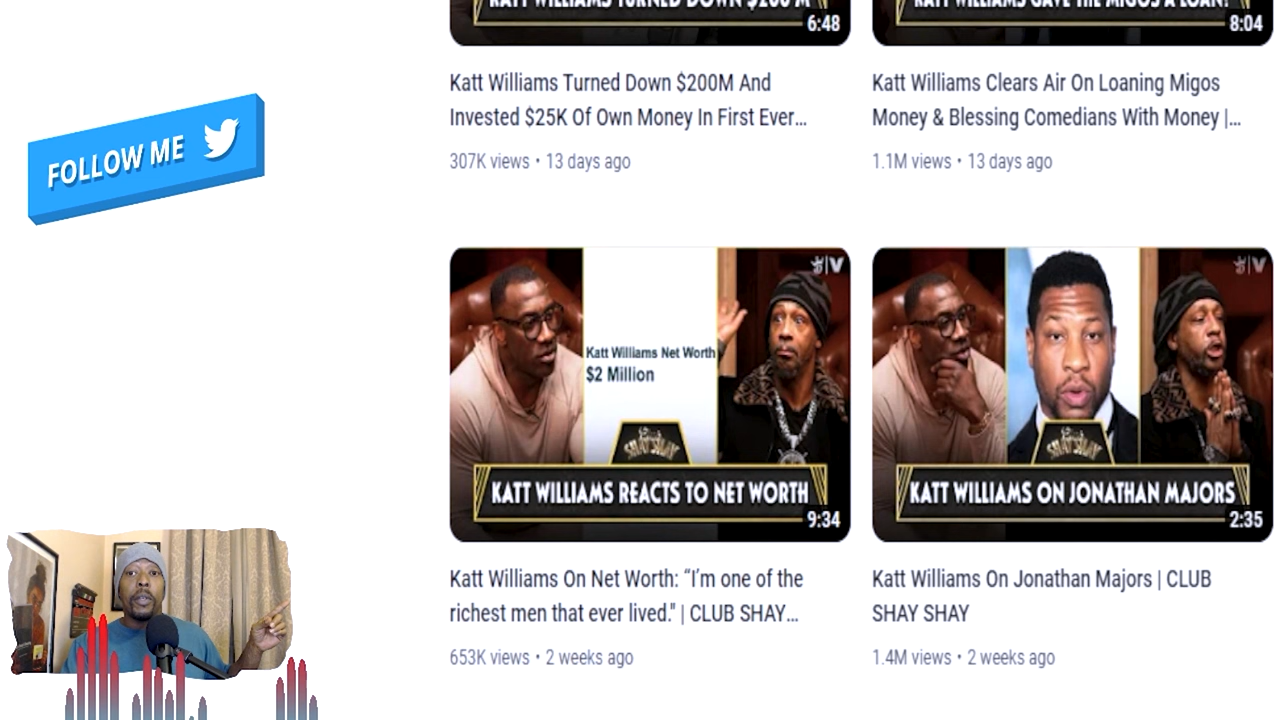 KATT WILLIAMS TURNED DOWN $200 M
6:48
KATT WILLIAMS GAVE THE MIGOS A LOAN!
8:04
Katt Williams Turned Down $200M And
Invested $25K Of Own Money In First Ever...
307K views • 13 days ago
Katt Williams Clears Air On Loaning Migos
Money & Blessing Comedians With Money |...
1.1M views • 13 days ago
FOLLOW ME
Katt Williams Net Worth
$2 Million
SHAY SHAY
KATT WILLIAMS REACTS TO NET WORTH
9:34
SHAY SHAY
KATT WILLIAMS ON JONATHAN MAJORS
2:35
Katt Williams On Net Worth: “I’m one of the
richest men that ever lived." | CLUB SHAY...
653K views • 2 weeks ago
Katt Williams On Jonathan Majors | CLUB
SHAY SHAY
1.4M views • 2 weeks ago